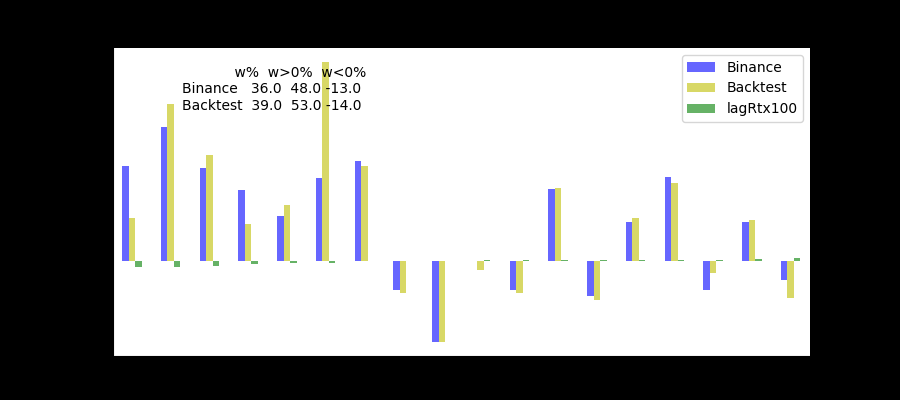 w% w>0% w<0%
Binance 36.0 48.0 -13.0
Backtest 39.0 53.0 -14.0
Binance
Backtest
lagRtx100